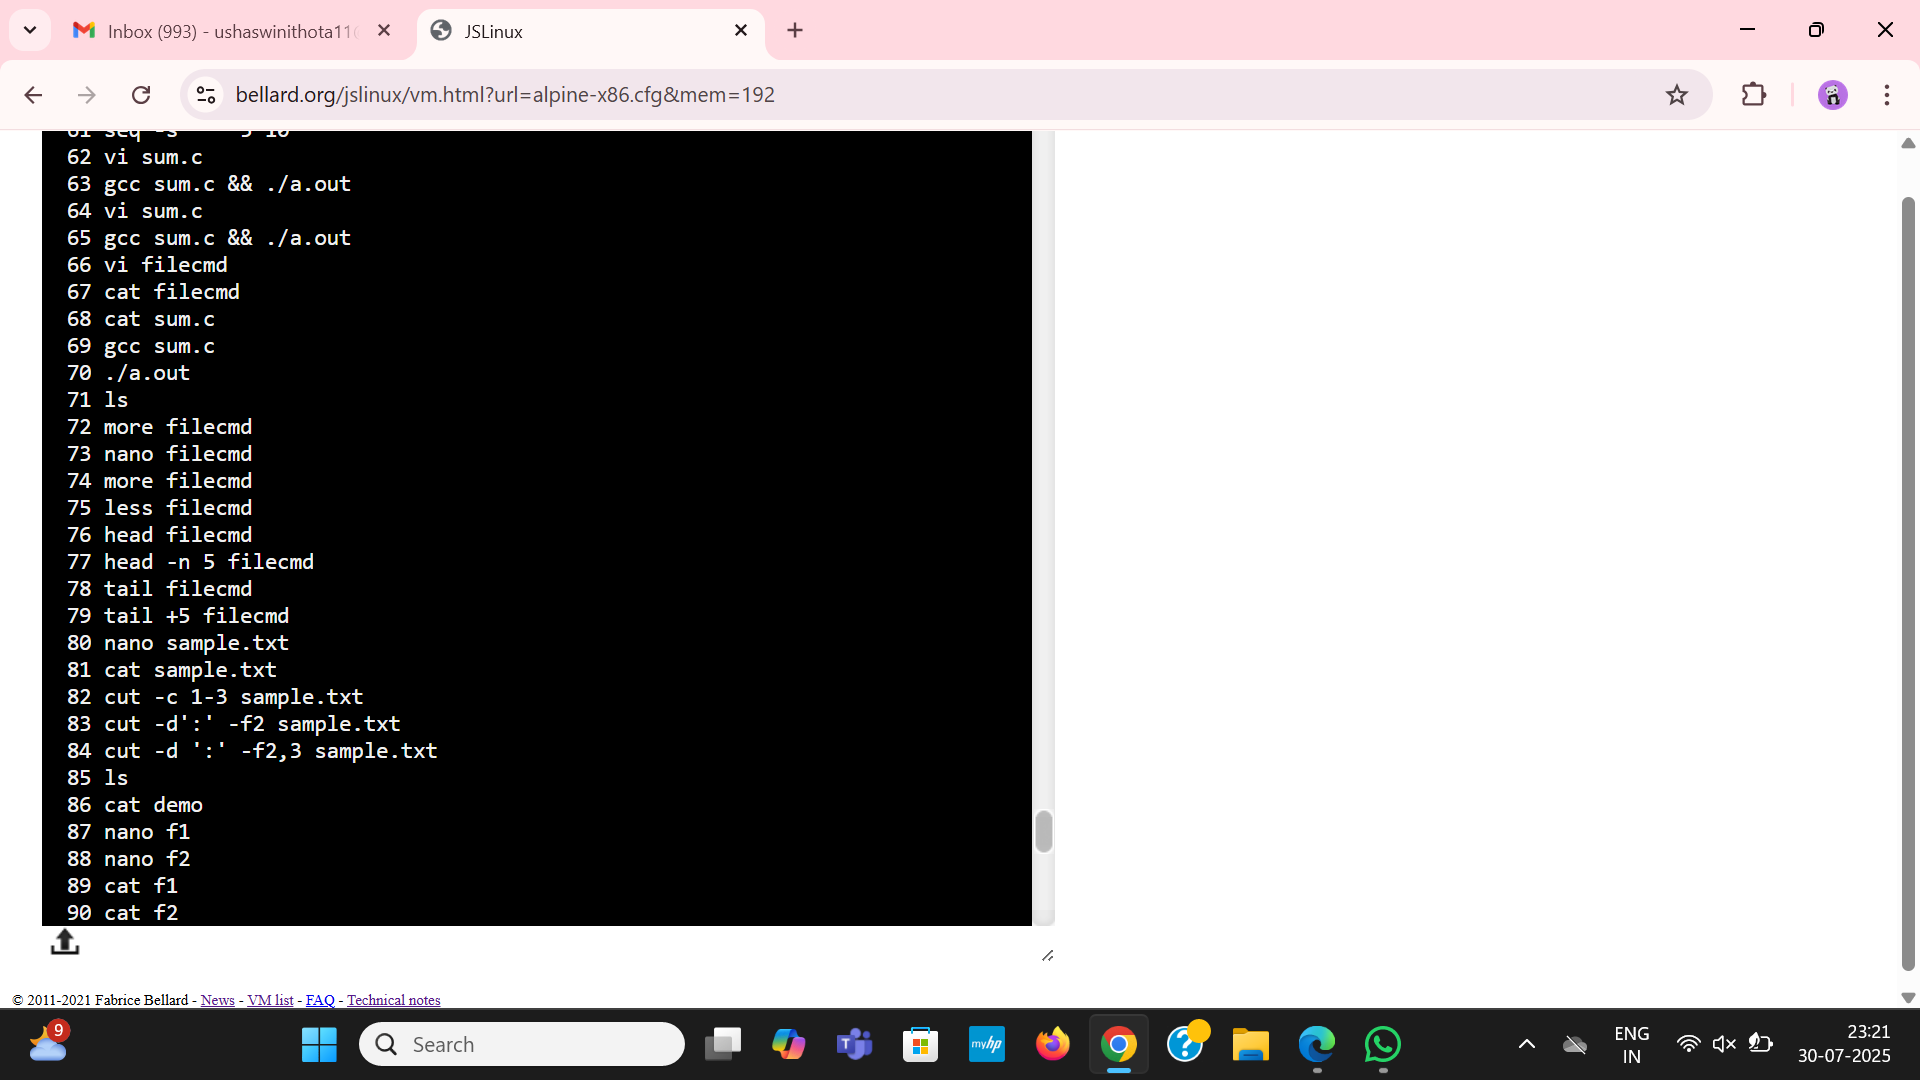 Inbox (993) - ushaswinithota11
JSLinux
bellard.org/jslinux/vm.html?url=alpine-x86.cfg&mem=192
61 seq -s 5 10
62 vi sum.c
63 gcc sum.c && ./a.out
64 vi sum.c
65 gcc sum.c && ./a.out
66 vi filecmd
67 cat filecmd
68 cat sum.c
69 gcc sum.c
70 ./a.out
71 ls
72 more filecmd
73 nano filecmd
74 more filecmd
75 less filecmd
76 head filecmd
77 head -n 5 filecmd
78 tail filecmd
79 tail +5 filecmd
80 nano sample.txt
81 cat sample.txt
82 cut -c 1-3 sample.txt
83 cut -d':' -f2 sample.txt
84 cut -d ':' -f2,3 sample.txt
85 ls
86 cat demo
87 nano f1
88 nano f2
89 cat f1
90 cat f2
© 2011-2021 Fabrice Bellard - News - VM list - FAQ - Technical notes
9
Search
T
myhp
?
ENG
IN
23:21
30-07-2025